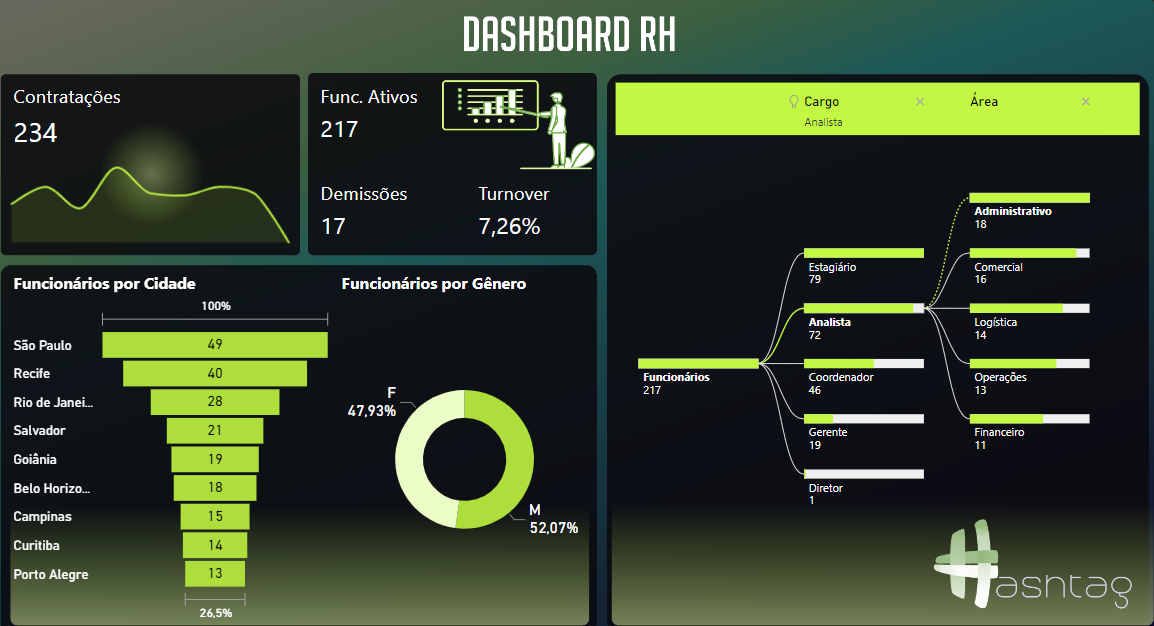 DASHBOARD RH
Contratações
234
Func. Ativos
217
Demissões
17
Turnover
7,26%
Cargo
Analista
Área
Funcionários por Cidade
100%
São Paulo 49
Recife 40
Rio de Janei... 28
Salvador 21
Goiânia 19
Belo Horizo... 18
Campinas 15
Curitiba 14
Porto Alegre 13
26,5%
Funcionários por Gênero
F
47,93%
M
52,07%
Funcionários
217
Estagiário
79
Analista
72
Coordenador
46
Gerente
19
Diretor
1
Administrativo
18
Comercial
16
Logística
14
Operações
13
Financeiro
11
Hashtag